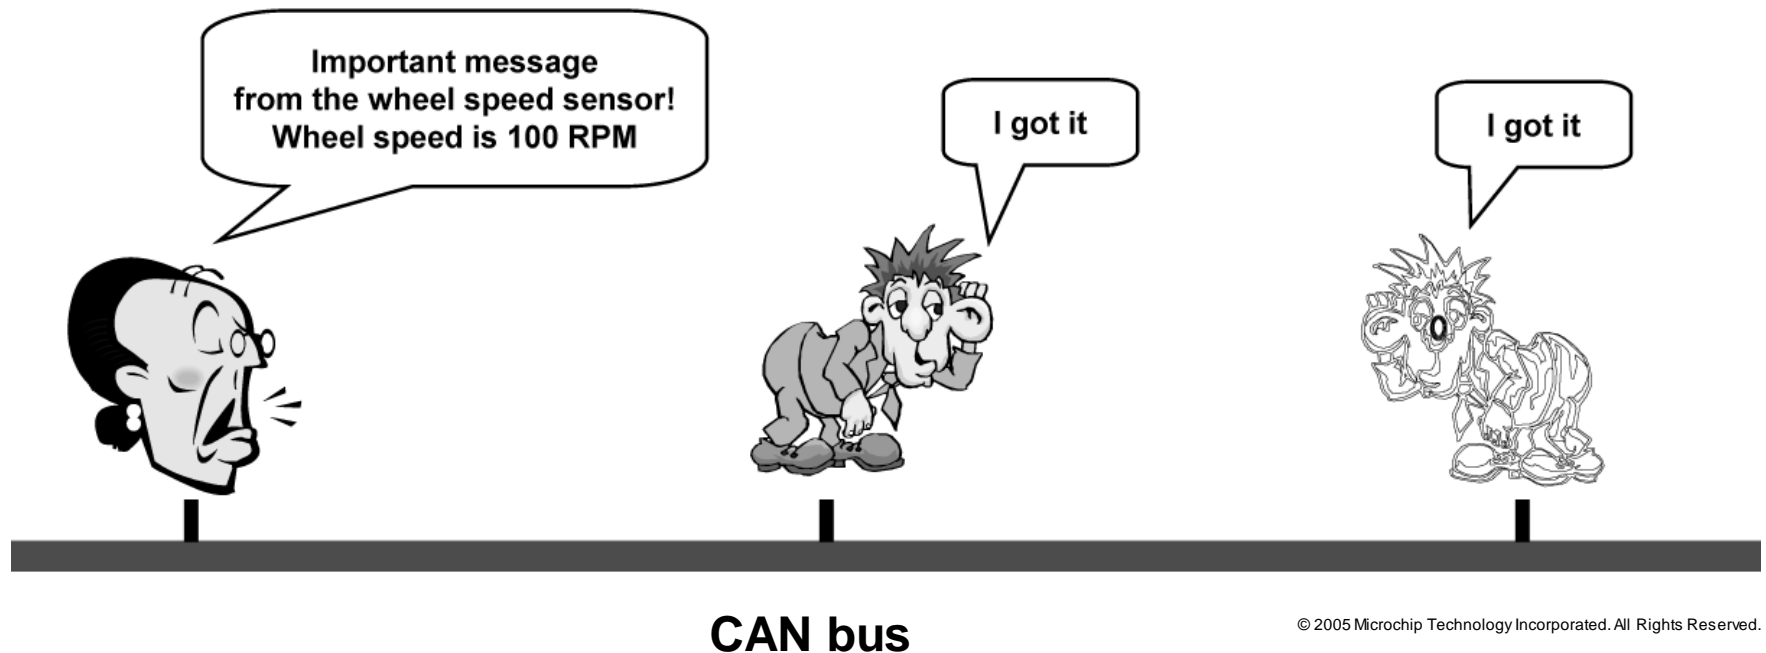 Important message
from the wheel speed sensor!
Wheel speed is 100 RPM
I got it
I got it
CAN bus
© 2005 Microchip Technology Incorporated. All Rights Reserved.